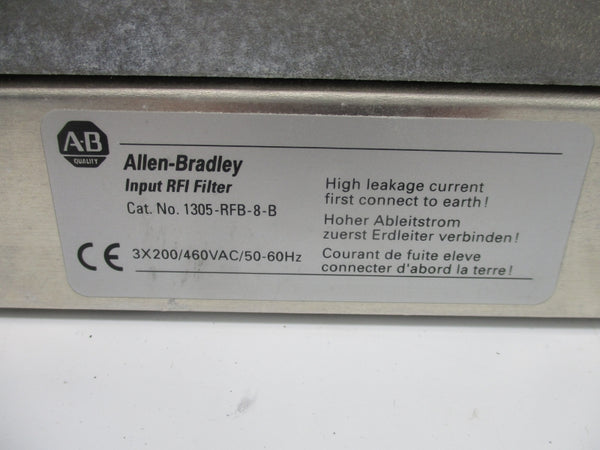 A·B
QUALITY
Allen-Bradley
Input RFI Filter
Cat. No. 1305-RFB-8-B
CE 3X200/460VAC/50-60Hz
High leakage current
first connect to earth!
Hoher Ableitstrom
zuerst Erdleiter verbinden!
Courant de fuite eleve
connecter d'abord la terre!